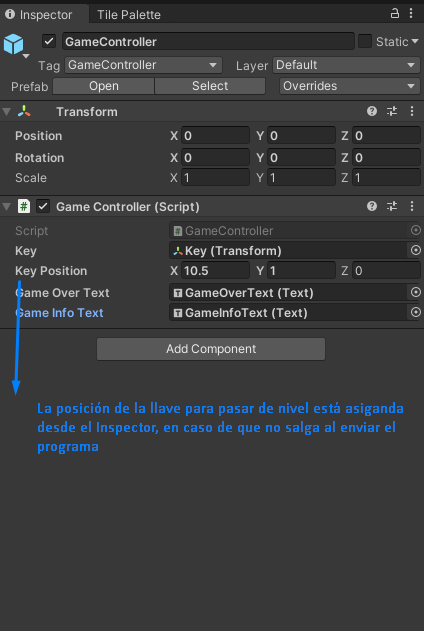 Inspector Tile Palette
GameController Static
Tag GameController Layer Default
Prefab Open Select Overrides
Transform
Position X 0 Y 0 Z 0
Rotation X 0 Y 0 Z 0
Scale X 1 Y 1 Z 1
# Game Controller (Script)
Script # GameController
Key Key (Transform)
Key Position X 10.5 Y 1 Z 0
Game Over Text T GameOverText (Text)
Game Info Text T GameInfoText (Text)
Add Component
La posición de la llave para pasar de nivel está asiganda
desde el Inspector, en caso de que no salga al enviar el
programa